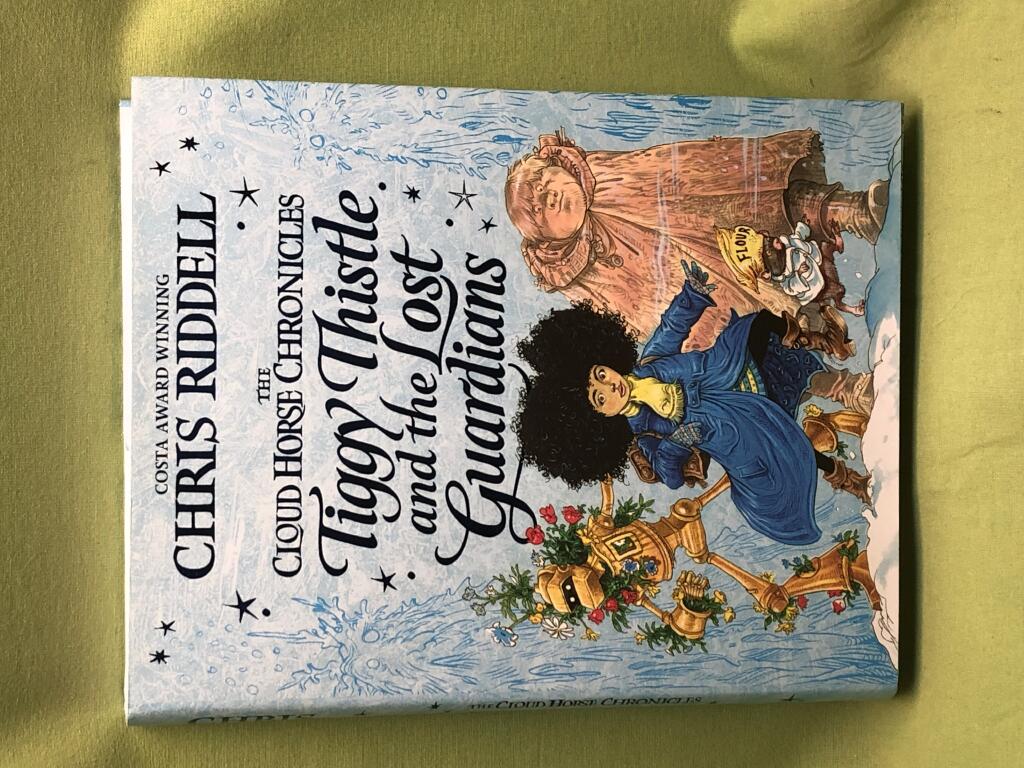 COSTA AWARD WINNING
CHRIS RIDDELL
THE
CLOUD HORSE CHRONICLES
Tiggy Thistle
and the Lost
Guardians
FLOUR
CHRIS
THE CLOUD HORSE CHRONICLES